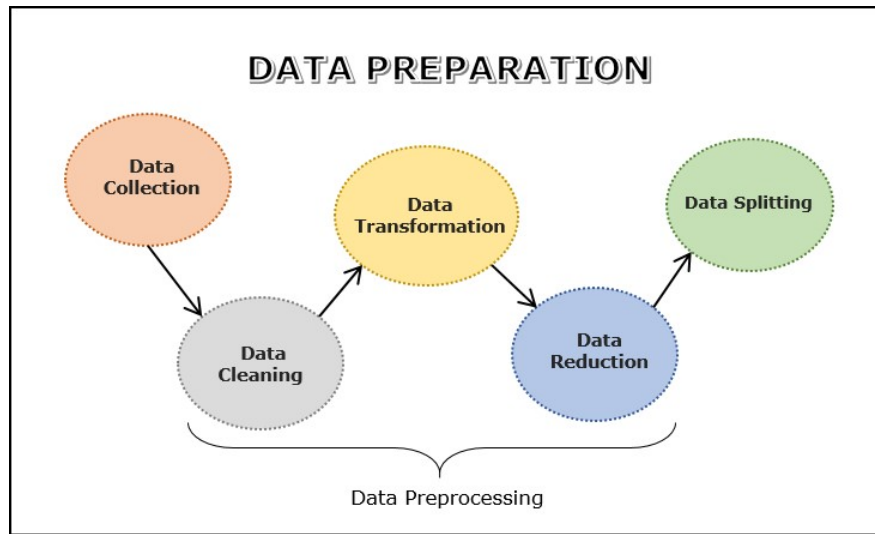 DATA PREPARATION
Data
Collection
Data
Cleaning
Data
Transformation
Data
Reduction
Data Splitting
Data Preprocessing